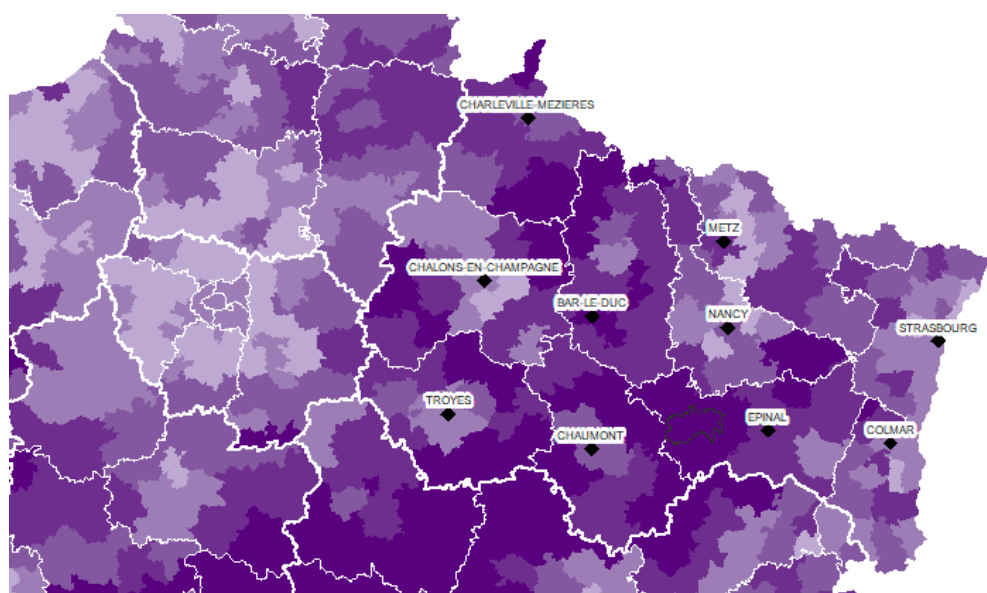 CHARLEVILLE-MEZIERES
METZ
CHALONS-EN-CHAMPAGNE
BAR-LE-DUC
NANCY
STRASBOURG
TROYES
EPINAL
CHAUMONT
COLMAR